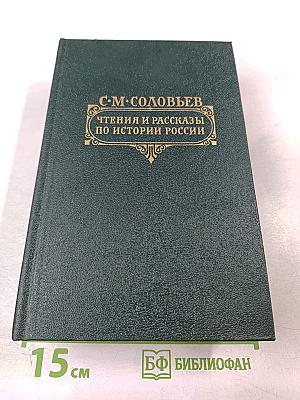 С·М·СОЛОВЬЕВ
ЧТЕНИЯ И РАССКАЗЫ
ПО ИСТОРИИ РОССИИ
15 см
БФ БИБЛИОФАН